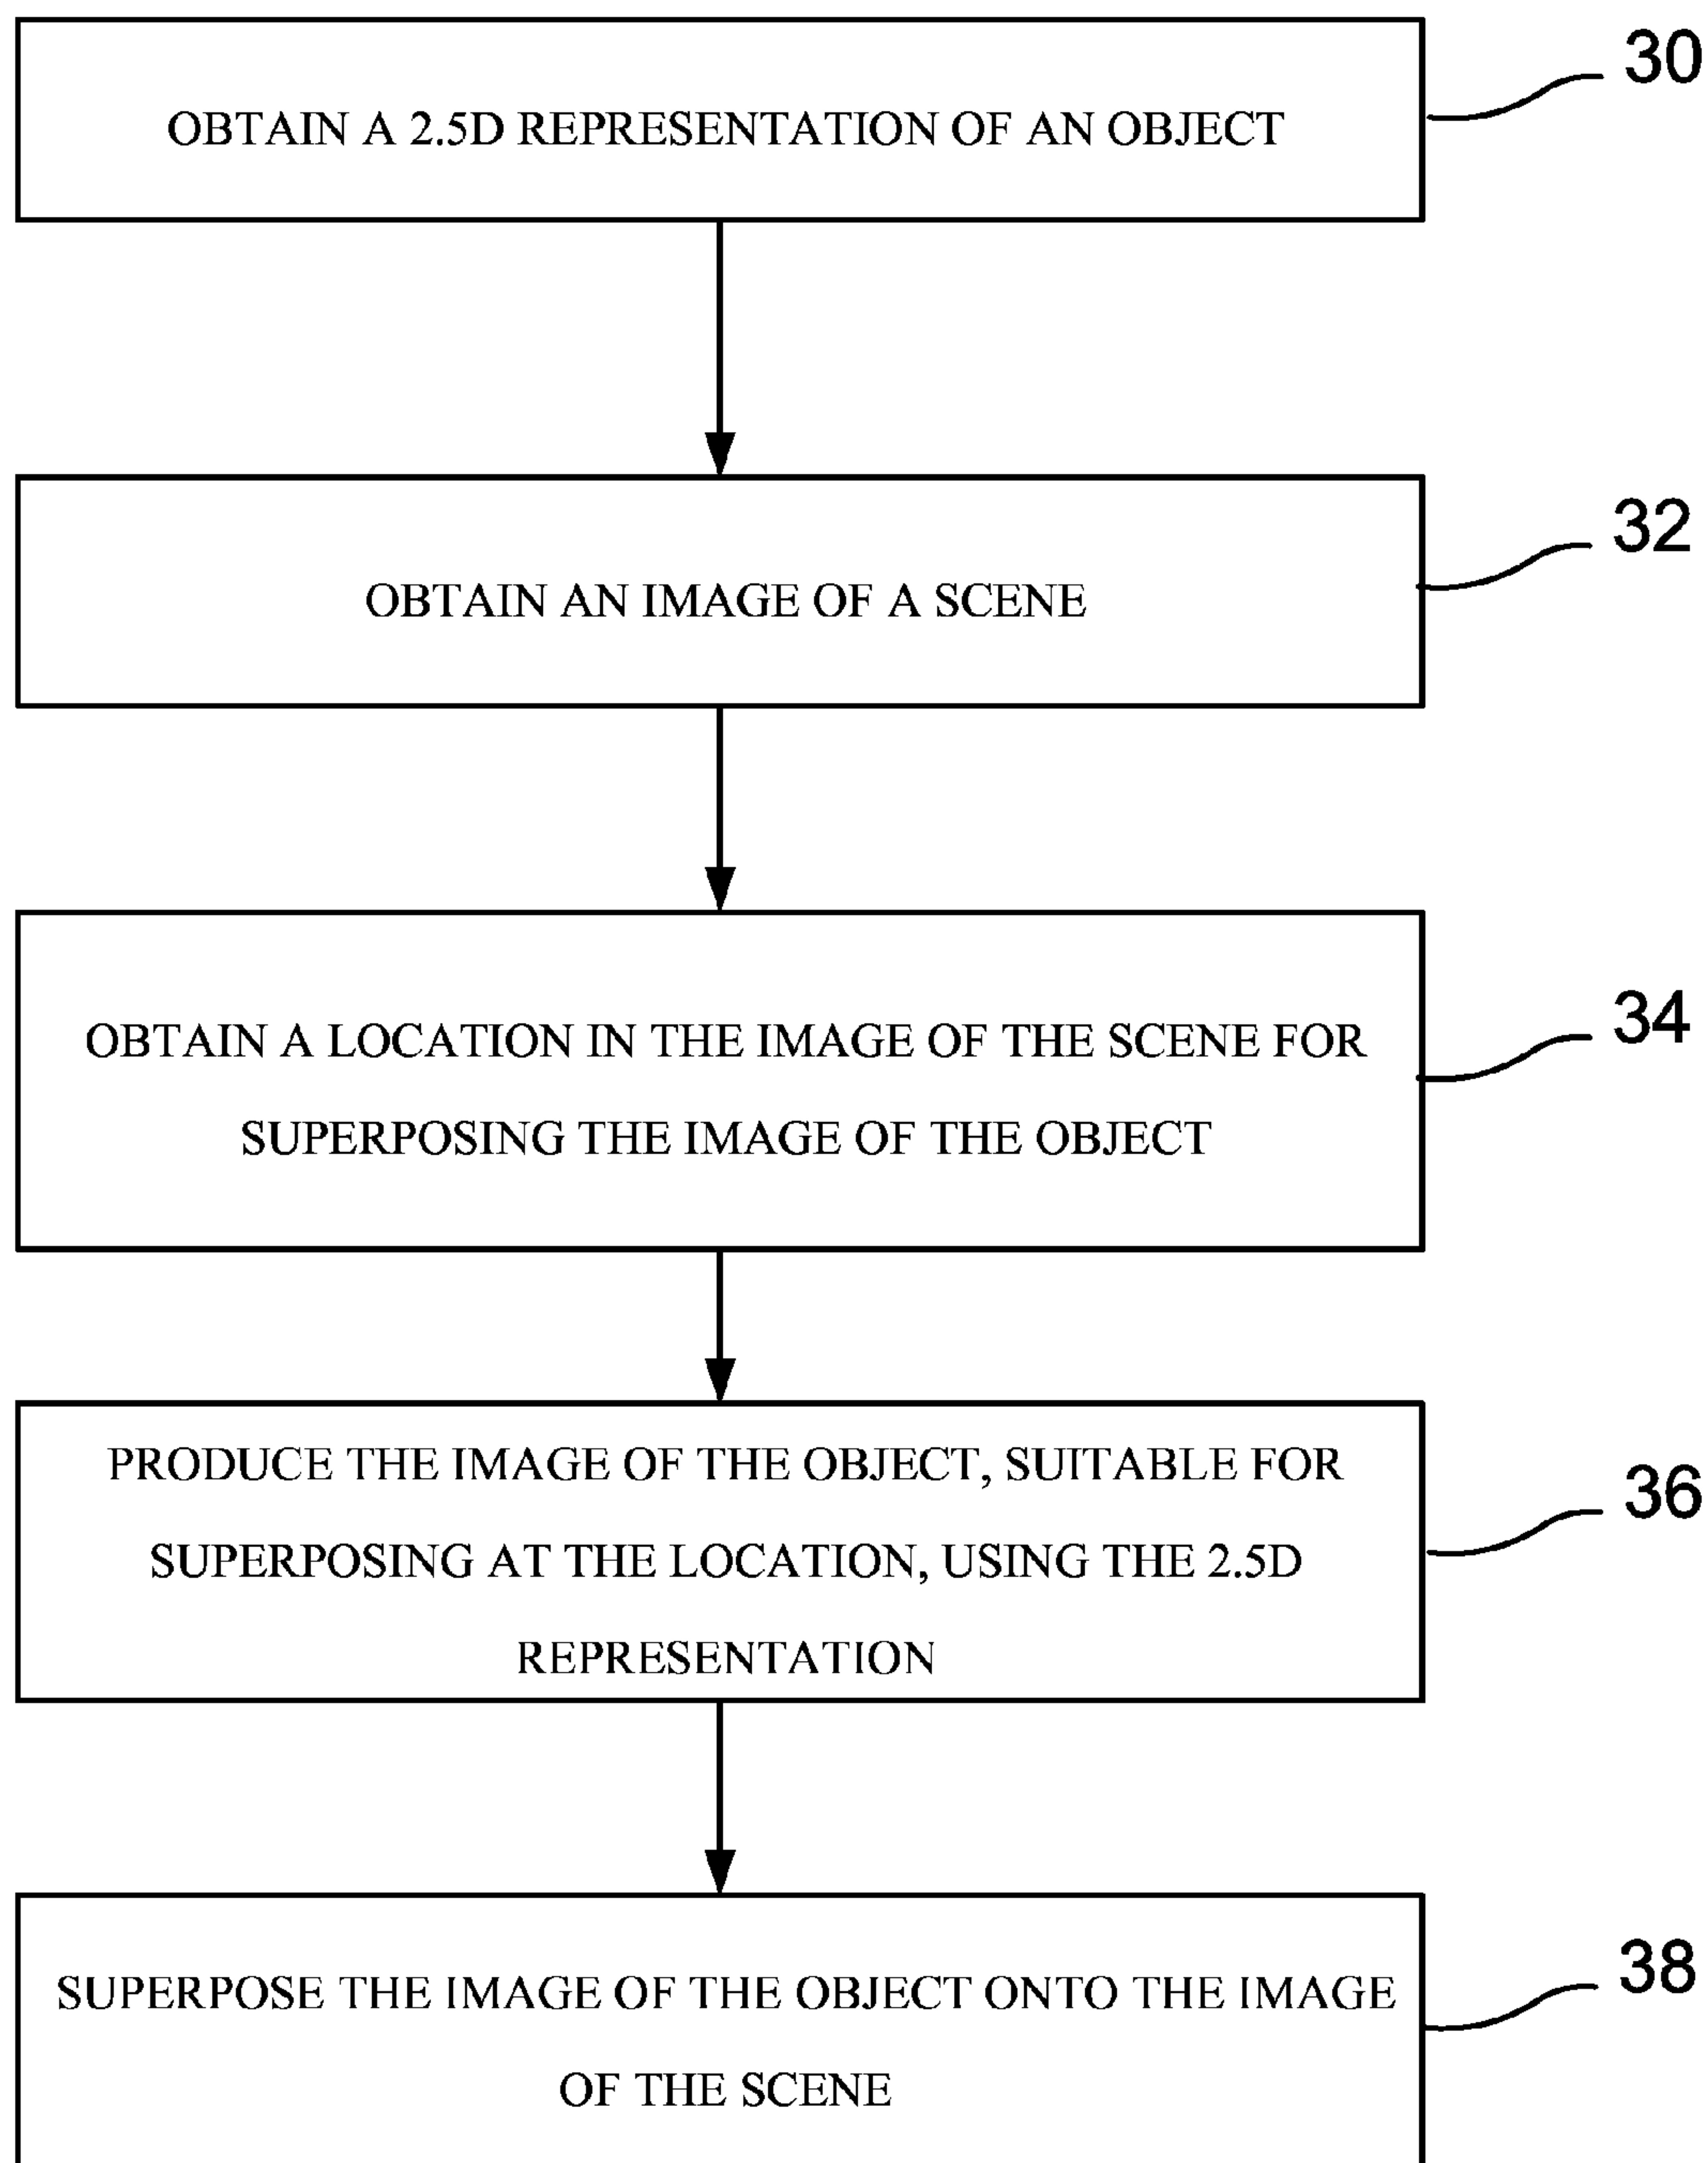 30
OBTAIN A 2.5D REPRESENTATION OF AN OBJECT
32
OBTAIN AN IMAGE OF A SCENE
34
OBTAIN A LOCATION IN THE IMAGE OF THE SCENE FOR
SUPERPOSING THE IMAGE OF THE OBJECT
36
PRODUCE THE IMAGE OF THE OBJECT, SUITABLE FOR
SUPERPOSING AT THE LOCATION, USING THE 2.5D
REPRESENTATION
38
SUPERPOSE THE IMAGE OF THE OBJECT ONTO THE IMAGE
OF THE SCENE